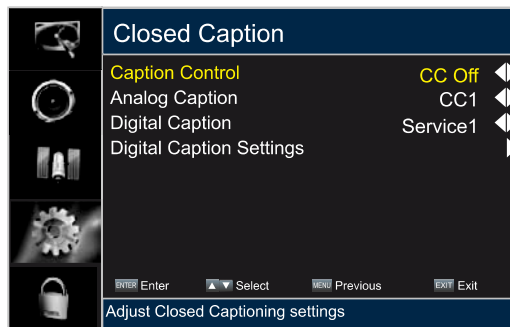 Closed Caption
Caption Control CC Off
Analog Caption CC1
Digital Caption Service1
Digital Caption Settings
ENTER Enter ▲ ▼ Select MENU Previous EXIT Exit
Adjust Closed Captioning settings